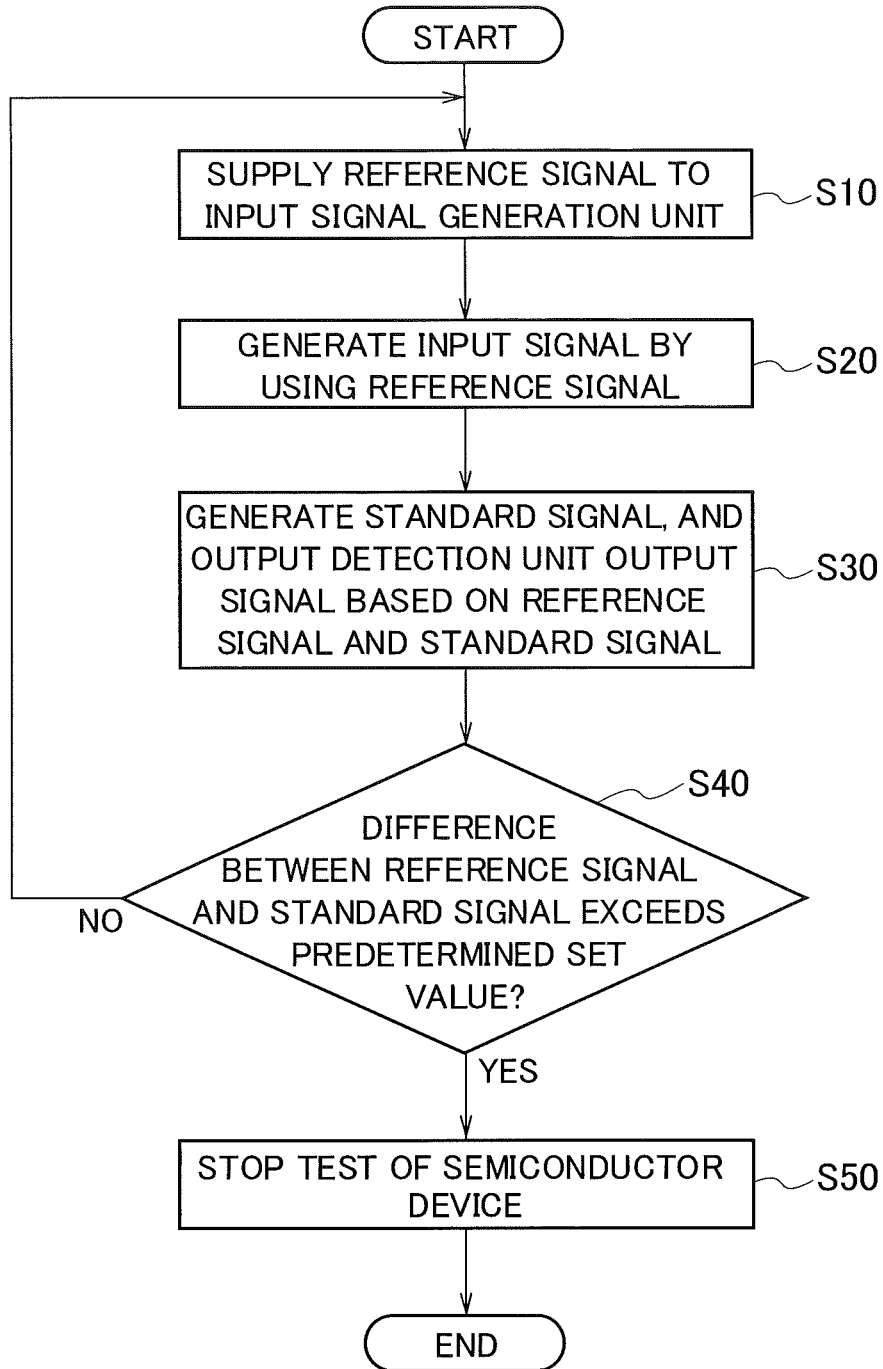 START
SUPPLY REFERENCE SIGNAL TO
INPUT SIGNAL GENERATION UNIT
S10
GENERATE INPUT SIGNAL BY
USING REFERENCE SIGNAL
S20
GENERATE STANDARD SIGNAL, AND
OUTPUT DETECTION UNIT OUTPUT
SIGNAL BASED ON REFERENCE
SIGNAL AND STANDARD SIGNAL
S30
S40
DIFFERENCE
BETWEEN REFERENCE SIGNAL
AND STANDARD SIGNAL EXCEEDS
PREDETERMINED SET
VALUE?
NO
YES
STOP TEST OF SEMICONDUCTOR
DEVICE
S50
END